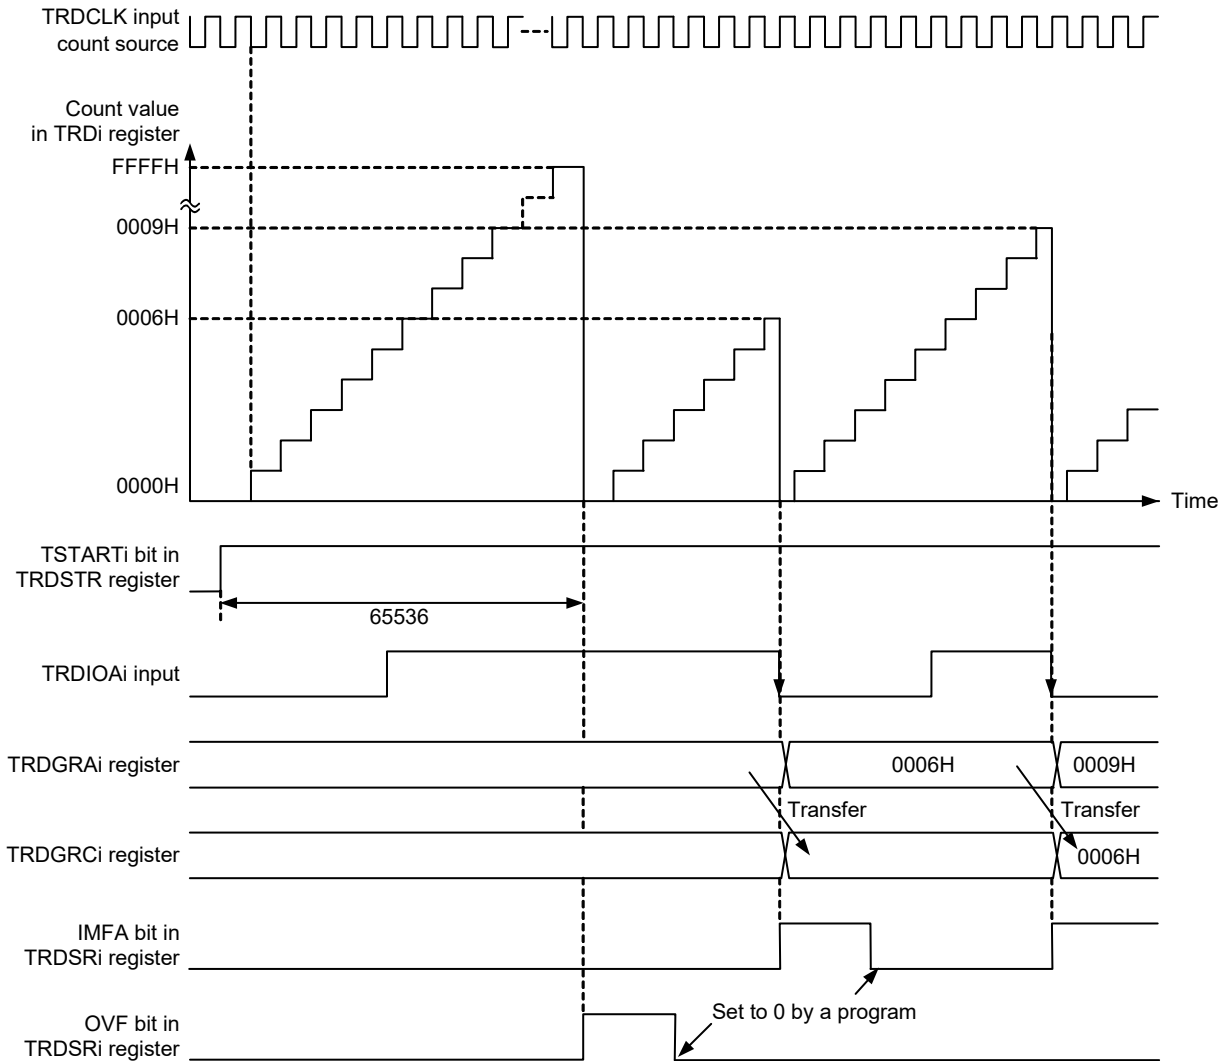 TRDCLK input
count source
Count value
in TRDi register
FFFFH
0009H
0006H
0000H
Time
TSTARTi bit in
TRDSTR register
65536
TRDIOAi input
TRDGRAi register
0006H
0009H
Transfer
Transfer
TRDGRCi register
0006H
IMFA bit in
TRDSRi register
Set to 0 by a program
OVF bit in
TRDSRi register